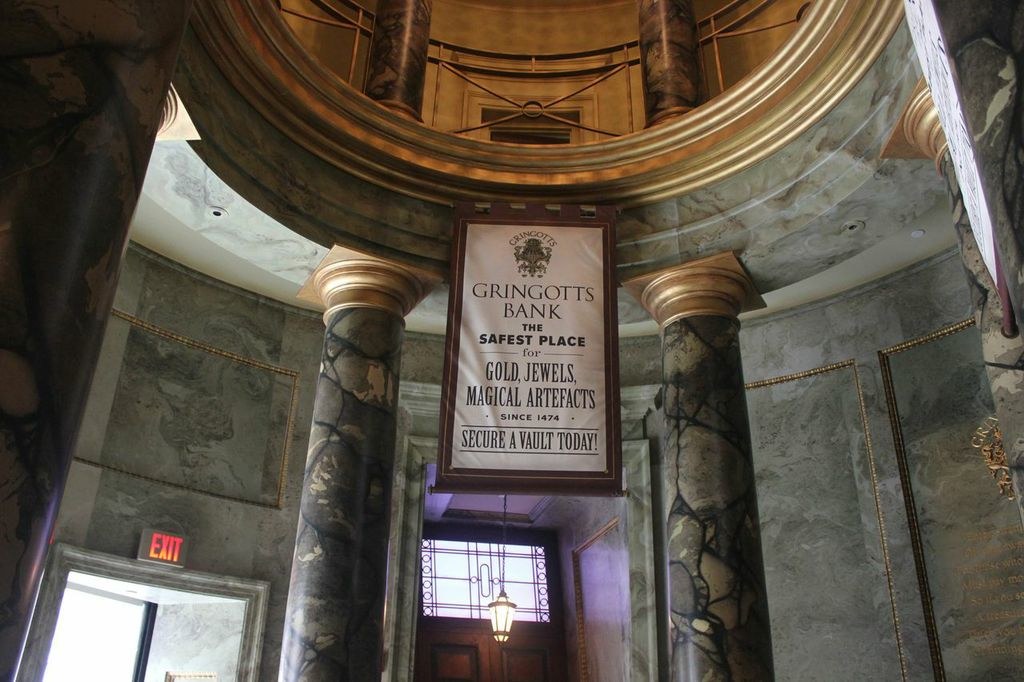 GRINGOTTS
GRINGOTTS
BANK
THE
SAFEST PLACE
for
GOLD, JEWELS,
MAGICAL ARTEFACTS
· SINCE 1474 ·
SECURE A VAULT TODAY!
EXIT